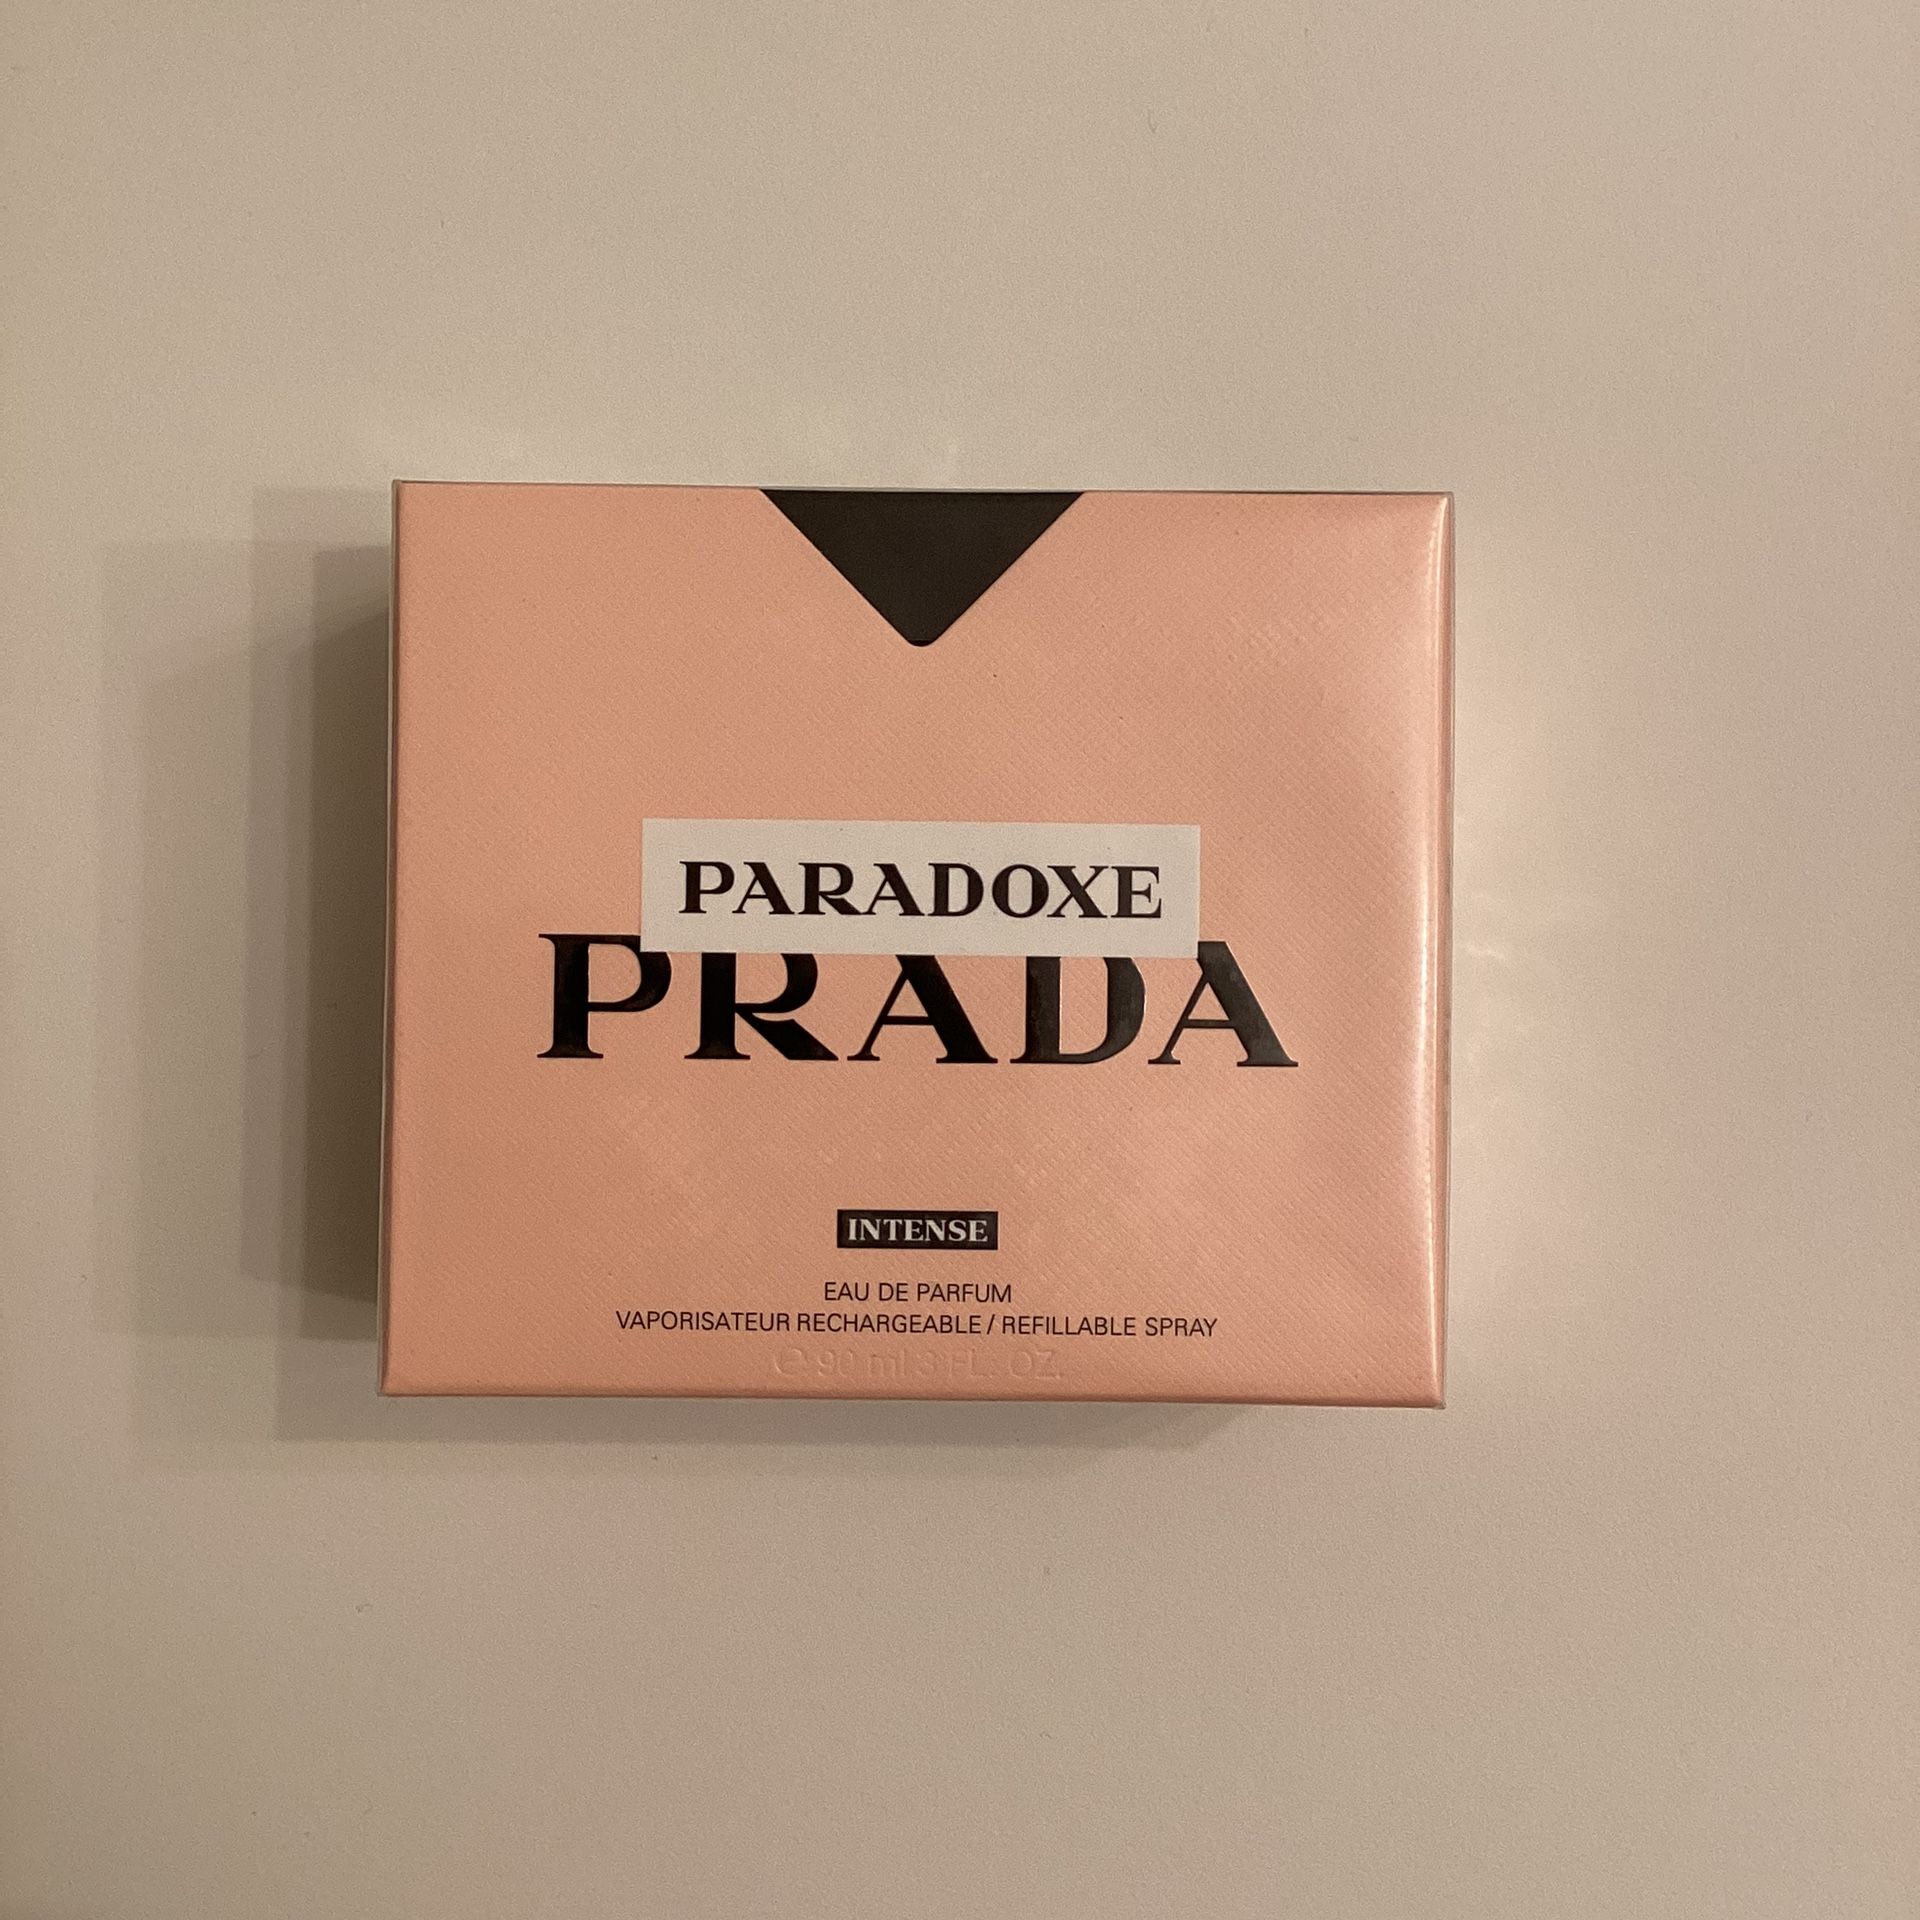 PARADOXE
PRADA
INTENSE
EAU DE PARFUM
VAPORISATEUR RECHARGEABLE / REFILLABLE SPRAY
℮ 90 ml 3 FL. OZ.